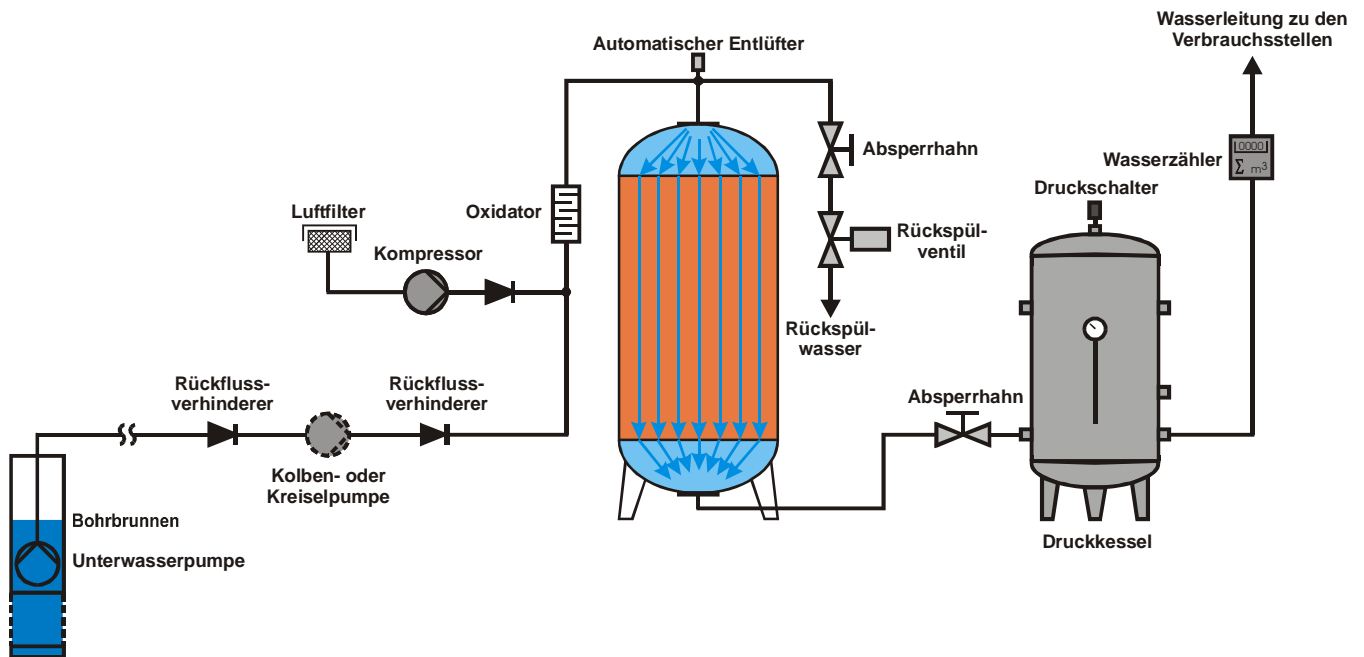 Wasserleitung zu den
Verbrauchsstellen
Automatischer Entlüfter
Absperrhahn
0000
Σ m³
Wasserzähler
Druckschalter
Luftfilter
Oxidator
Kompressor
Rückspül-
ventil
Rückspül-
wasser
Rückfluss-
verhinderer
Rückfluss-
verhinderer
Absperrhahn
Kolben- oder
Kreiselpumpe
Bohrbrunnen
Unterwasserpumpe
Druckkessel